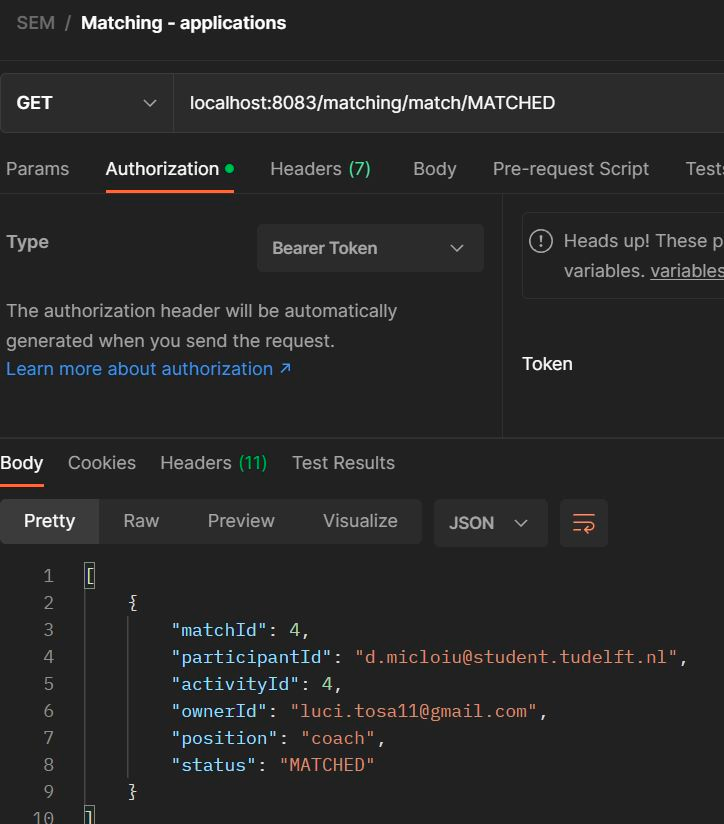 SEM / Matching - applications
GET localhost:8083/matching/match/MATCHED
Params Authorization Headers (7) Body Pre-request Script Tests
Type Bearer Token
Heads up! These p
variables. variables
The authorization header will be automatically
generated when you send the request.
Learn more about authorization ↗
Token
Body Cookies Headers (11) Test Results
Pretty Raw Preview Visualize JSON
1 [
2 {
3 "matchId": 4,
4 "participantId": "d.micloiu@student.tudelft.nl",
5 "activityId": 4,
6 "ownerId": "luci.tosa11@gmail.com",
7 "position": "coach",
8 "status": "MATCHED"
9 }
10 ]